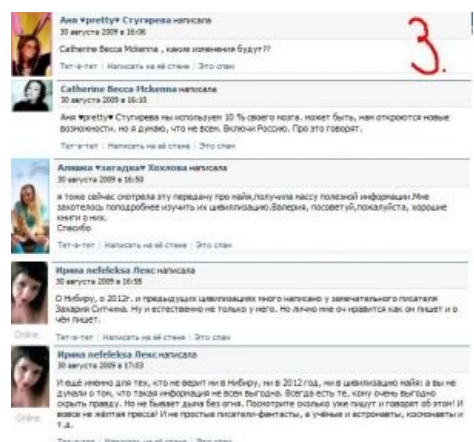 Аня ♥pretty♥ Стугарева написала
30 августа 2009 в 16:06
Catherine Becca Mckenna , какие изменения будут??
Тет-а-тет | Написать на её стене | Это спам
3.
Catherine Becca Mckenna написала
30 августа 2009 в 16:10
Аня ♥pretty♥ Стугарева мы используем 10 % своего мозга. может быть, нам откроются новые
возможности. но я думаю, что не всем. Включи Россию. Про это говорят.
Тет-а-тет | Написать на её стене | Это спам
Алишка ♥загадка♥ Хохлова написала
30 августа 2009 в 16:50
я тоже сейчас смотрела эту передачу про майя,получила массу полезной информации.Мне
захотелось поподробнее изучить их цивиллизацию.Валерия, посоветуй,пожалуйста, хорошие
книги о них.
Спасибо
Тет-а-тет | Написать на её стене | Это спам
Ирина nefeleksa Лекс написала
30 августа 2009 в 16:58
О Нибиру, о 2012г. и предыдущих цивилизациях много написано у замечательного писателя
Захария Ситчина. Ну и естественно не только у него. Но лично мне оч нравится как он пишет и о
чём пишет.
Online
Тет-а-тет | Написать на её стене | Это спам
Ирина nefeleksa Лекс написала
30 августа 2009 в 17:03
И ещё именно для тех, кто не верит ни в Нибиру, ни в 2012 год, ни в цивилизацию майя: а вы не
думали о том, что такая информация не всем выгодна. Всегда есть те, кому очень выгодно
скрыть правду. Но не бывает дыма без огня. Посмотрите сколько уже пишут и говорят об этом! И
вовсе не жёлтая пресса! И не простые писатели-фантасты, а учёные и астронавты, космонавты и
т.д.
Online
Тет-а-тет | Написать на её стене | Это спам